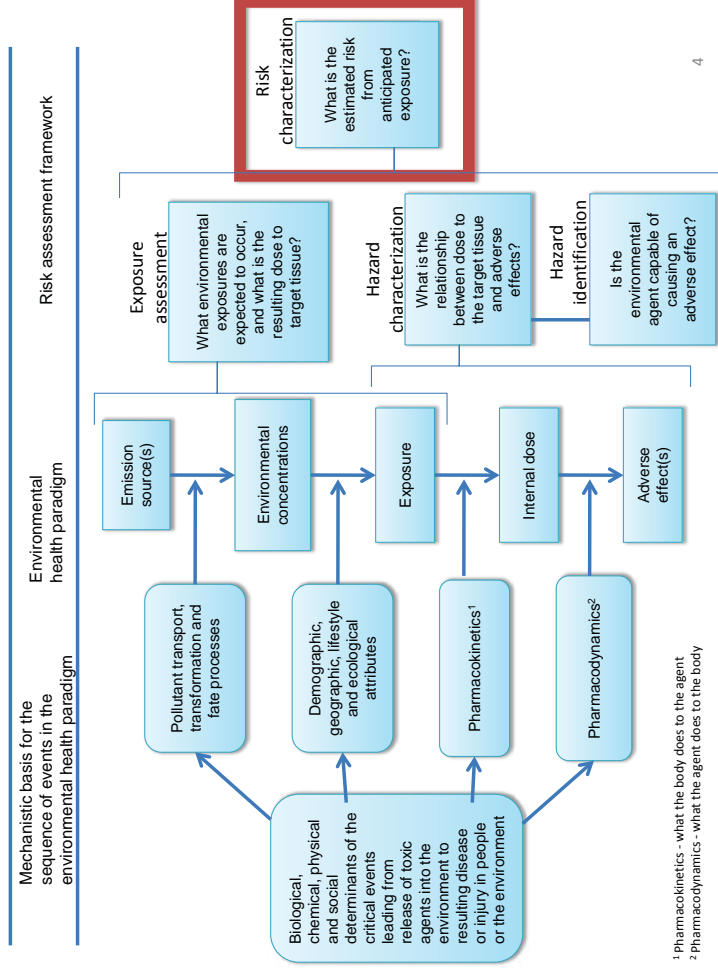 Mechanistic basis for the
sequence of events in the
environmental health paradigm
Environmental
health paradigm
Risk assessment framework
Biological,
chemical, physical
and social
determinants of the
critical events
leading from
release of toxic
agents into the
environment to
resulting disease
or injury in people
or the environment
Pollutant transport,
transformation and
fate processes
Demographic,
geographic, lifestyle
and ecological
attributes
Pharmacokinetics¹
Pharmacodynamics²
Emission
source(s)
Environmental
concentrations
Exposure
Internal dose
Adverse
effect(s)
Exposure
assessment
What environmental
exposures are
expected to occur,
and what is the
resulting dose to
target tissue?
Hazard
characterization
What is the
relationship
between dose to
the target tissue
and adverse
effects?
Hazard
identification
Is the
environmental
agent capable of
causing an
adverse effect?
Risk
characterization
What is the
estimated risk
from
anticipated
exposure?
¹ Pharmacokinetics - what the body does to the agent
² Pharmacodynamics - what the agent does to the body
4